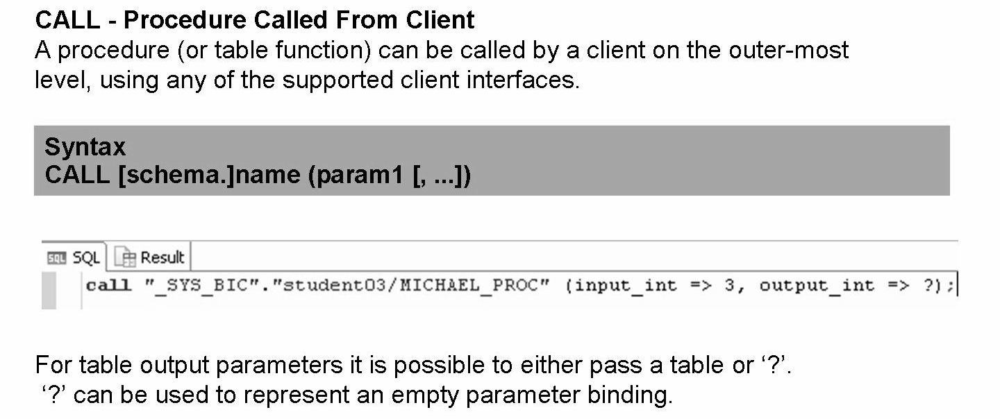 CALL - Procedure Called From Client
A procedure (or table function) can be called by a client on the outer-most
level, using any of the supported client interfaces.
Syntax
CALL [schema.]name (param1 [, ...])
SQL SQL Result
call "_SYS_BIC"."student03/MICHAEL_PROC" (input_int => 3, output_int => ?);
For table output parameters it is possible to either pass a table or ‘?’.
‘?’ can be used to represent an empty parameter binding.